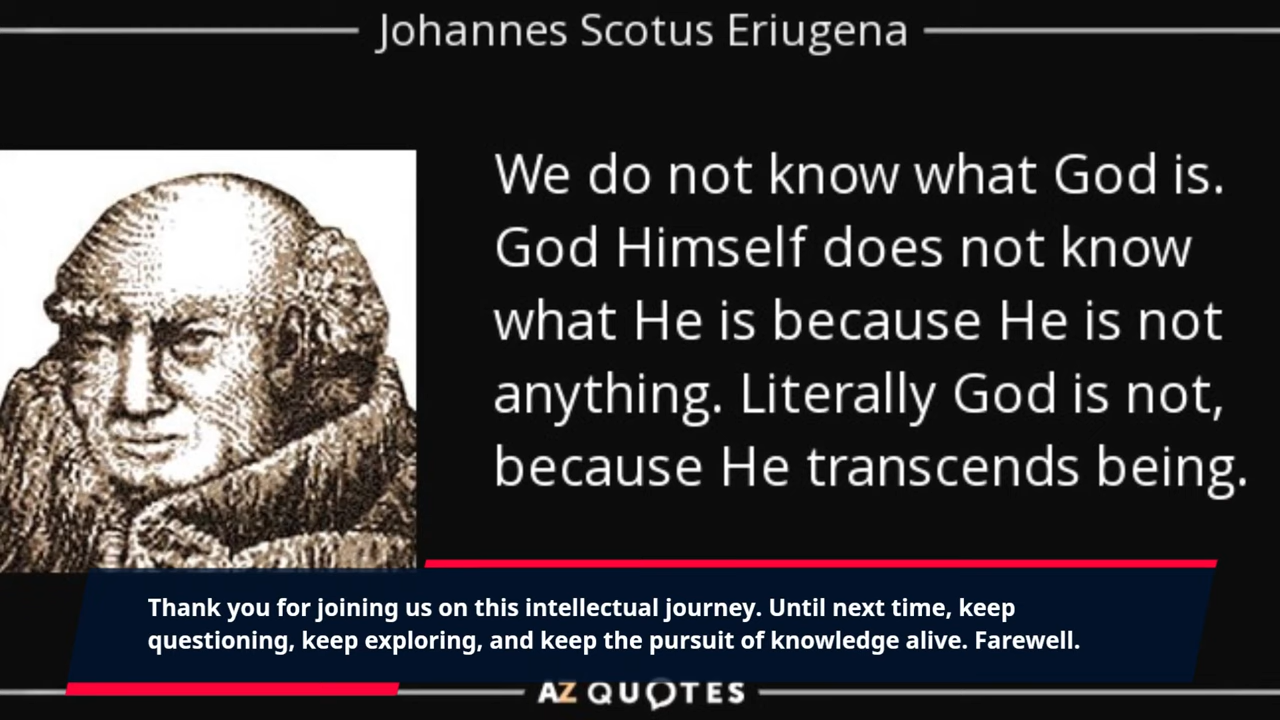 Johannes Scotus Eriugena
We do not know what God is.
God Himself does not know
what He is because He is not
anything. Literally God is not,
because He transcends being.
Thank you for joining us on this intellectual journey. Until next time, keep
questioning, keep exploring, and keep the pursuit of knowledge alive. Farewell.
AZ QUOTES